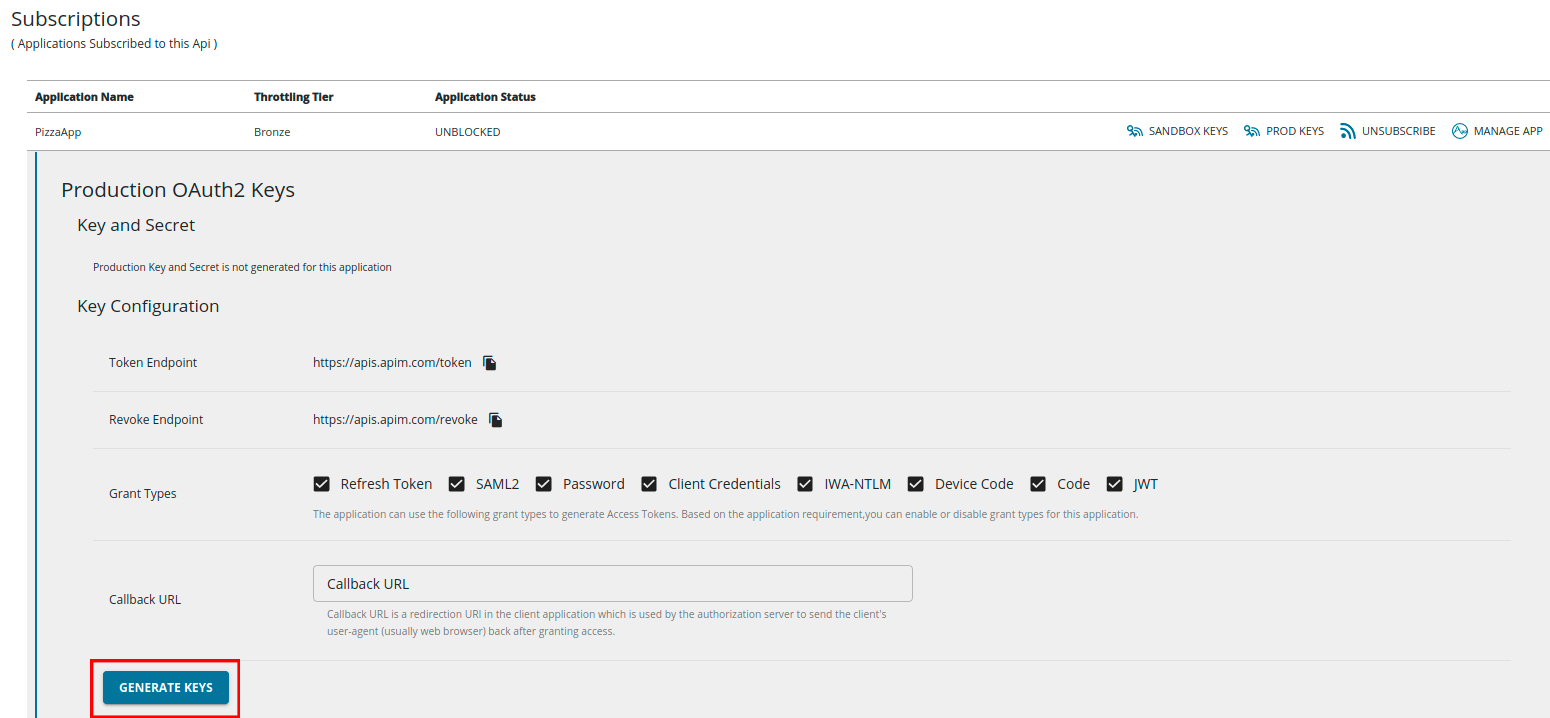 Subscriptions
( Applications Subscribed to this Api )
Application Name Throttling Tier Application Status
PizzaApp Bronze UNBLOCKED SANDBOX KEYS PROD KEYS UNSUBSCRIBE MANAGE APP
Production OAuth2 Keys
Key and Secret
Production Key and Secret is not generated for this application
Key Configuration
Token Endpoint https://apis.apim.com/token
Revoke Endpoint https://apis.apim.com/revoke
Refresh Token SAML2 Password Client Credentials IWA-NTLM Device Code Code JWT
Grant Types
The application can use the following grant types to generate Access Tokens. Based on the application requirement,you can enable or disable grant types for this application.
Callback URL
Callback URL
Callback URL is a redirection URI in the client application which is used by the authorization server to send the client's
user-agent (usually web browser) back after granting access.
GENERATE KEYS